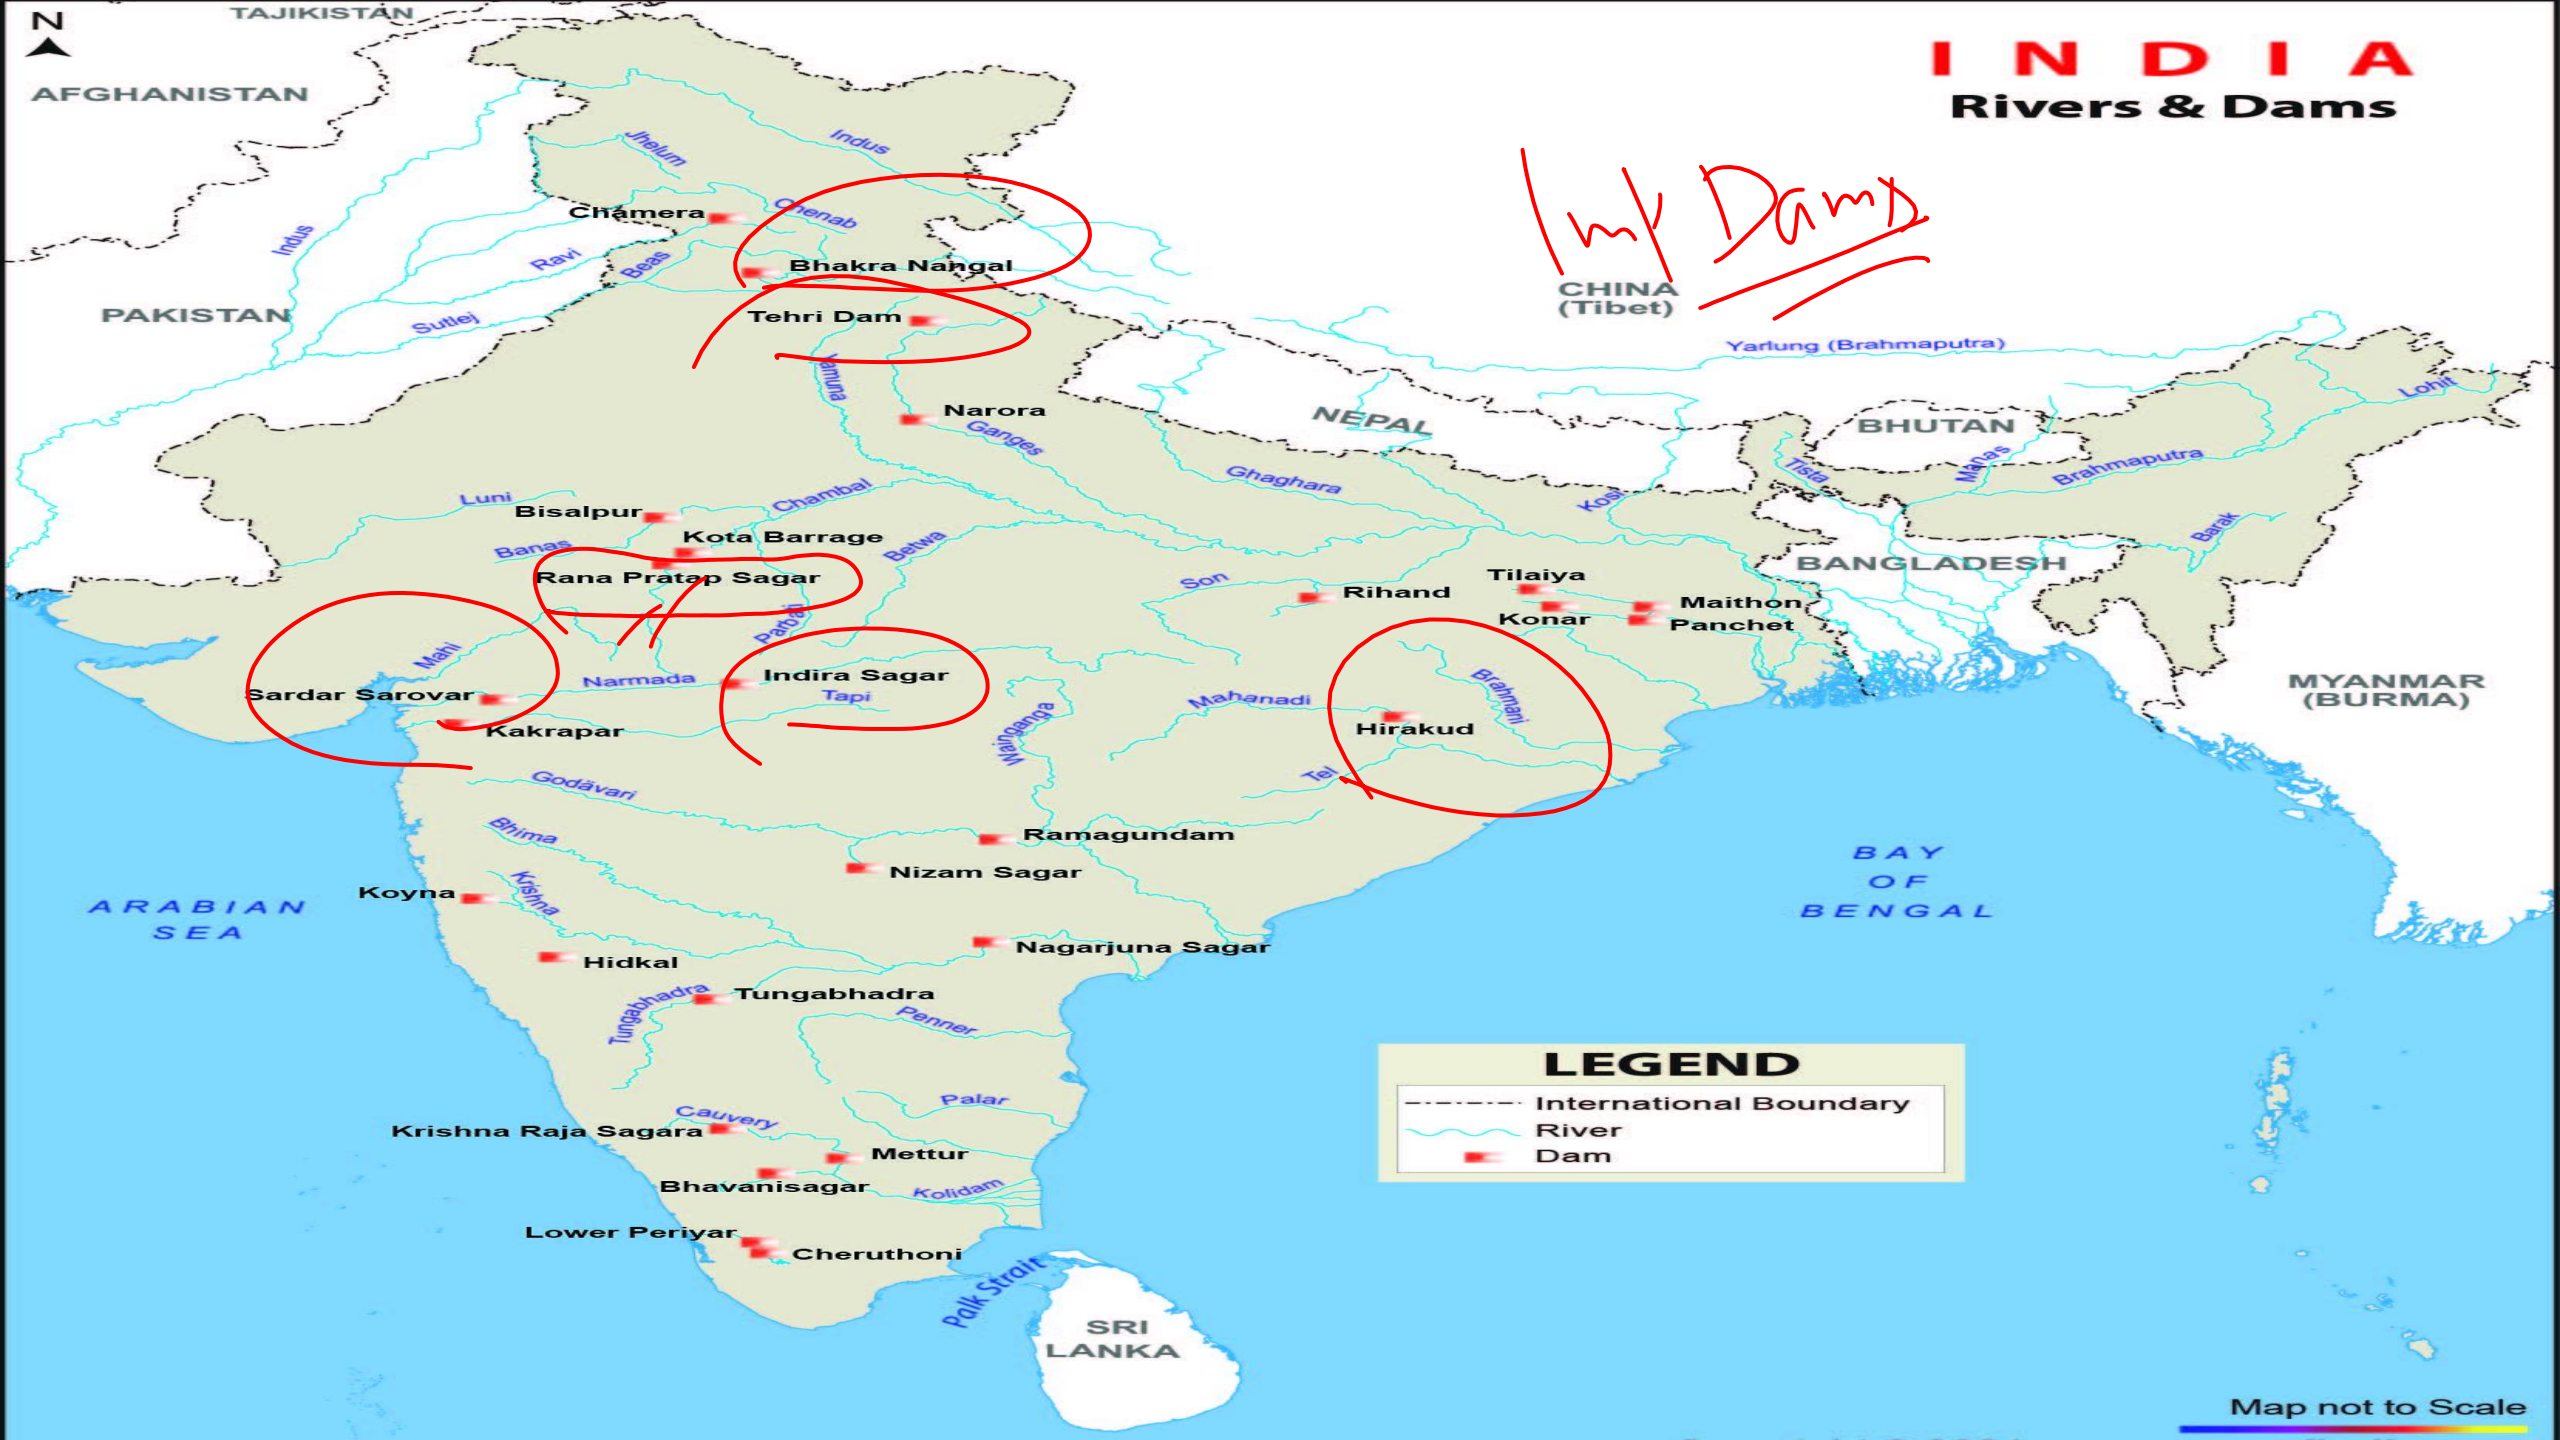 N
TAJIKISTAN
INDIA
Rivers & Dams
AFGHANISTAN
Jhelum
Indus
Imp Dams
Chamera
Chenab
Indus
Ravi
Beas
Bhakra Nangal
CHINA
(Tibet)
PAKISTAN
Sutlej
Tehri Dam
Yarlung (Brahmaputra)
Yamuna
Lohit
Narora
Ganges
NEPAL
BHUTAN
Ghaghara
Kosi
Tista
Manas
Brahmaputra
Luni
Bisalpur
Chambal
Kota Barrage
Banas
Betwa
Barak
Rana Pratap Sagar
BANGLADESH
Son
Rihand
Tilaiya
Konar
Maithon
Panchet
Parbati
Mahi
Sardar Sarovar
Narmada
Indira Sagar
Tapi
Kakrapar
Wainganga
Mahanadi
Brahmani
Hirakud
Tel
MYANMAR
(BURMA)
Godävari
Bhima
Ramagundam
Nizam Sagar
Koyna
Krishna
ARABIAN
SEA
BAY
OF
BENGAL
Hidkal
Nagarjuna Sagar
Tungabhadra
Tungabhadra
Penner
Palar
Cauvery
Krishna Raja Sagara
Mettur
Bhavanisagar
Kolidam
Lower Periyar
Cheruthoni
Palk Strait
SRI
LANKA
LEGEND
International Boundary
River
Dam
Map not to Scale